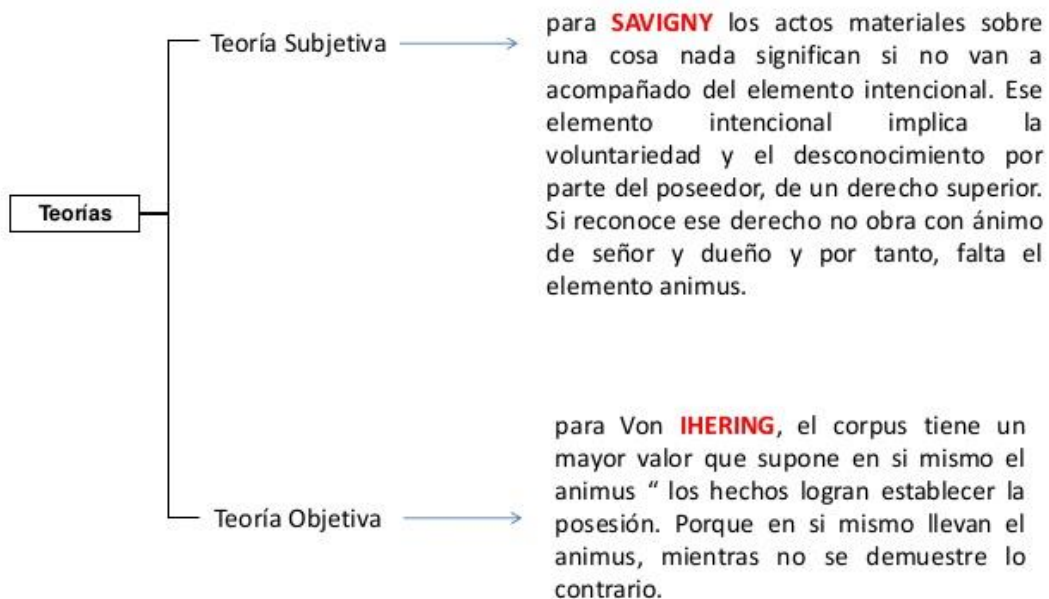 Teorías
Teoría Subjetiva
para SAVIGNY los actos materiales sobre
una cosa nada significan si no van a
acompañado del elemento intencional. Ese
elemento intencional implica la
voluntariedad y el desconocimiento por
parte del poseedor, de un derecho superior.
Si reconoce ese derecho no obra con ánimo
de señor y dueño y por tanto, falta el
elemento animus.
Teoría Objetiva
para Von IHERING, el corpus tiene un
mayor valor que supone en si mismo el
animus “ los hechos logran establecer la
posesión. Porque en si mismo llevan el
animus, mientras no se demuestre lo
contrario.